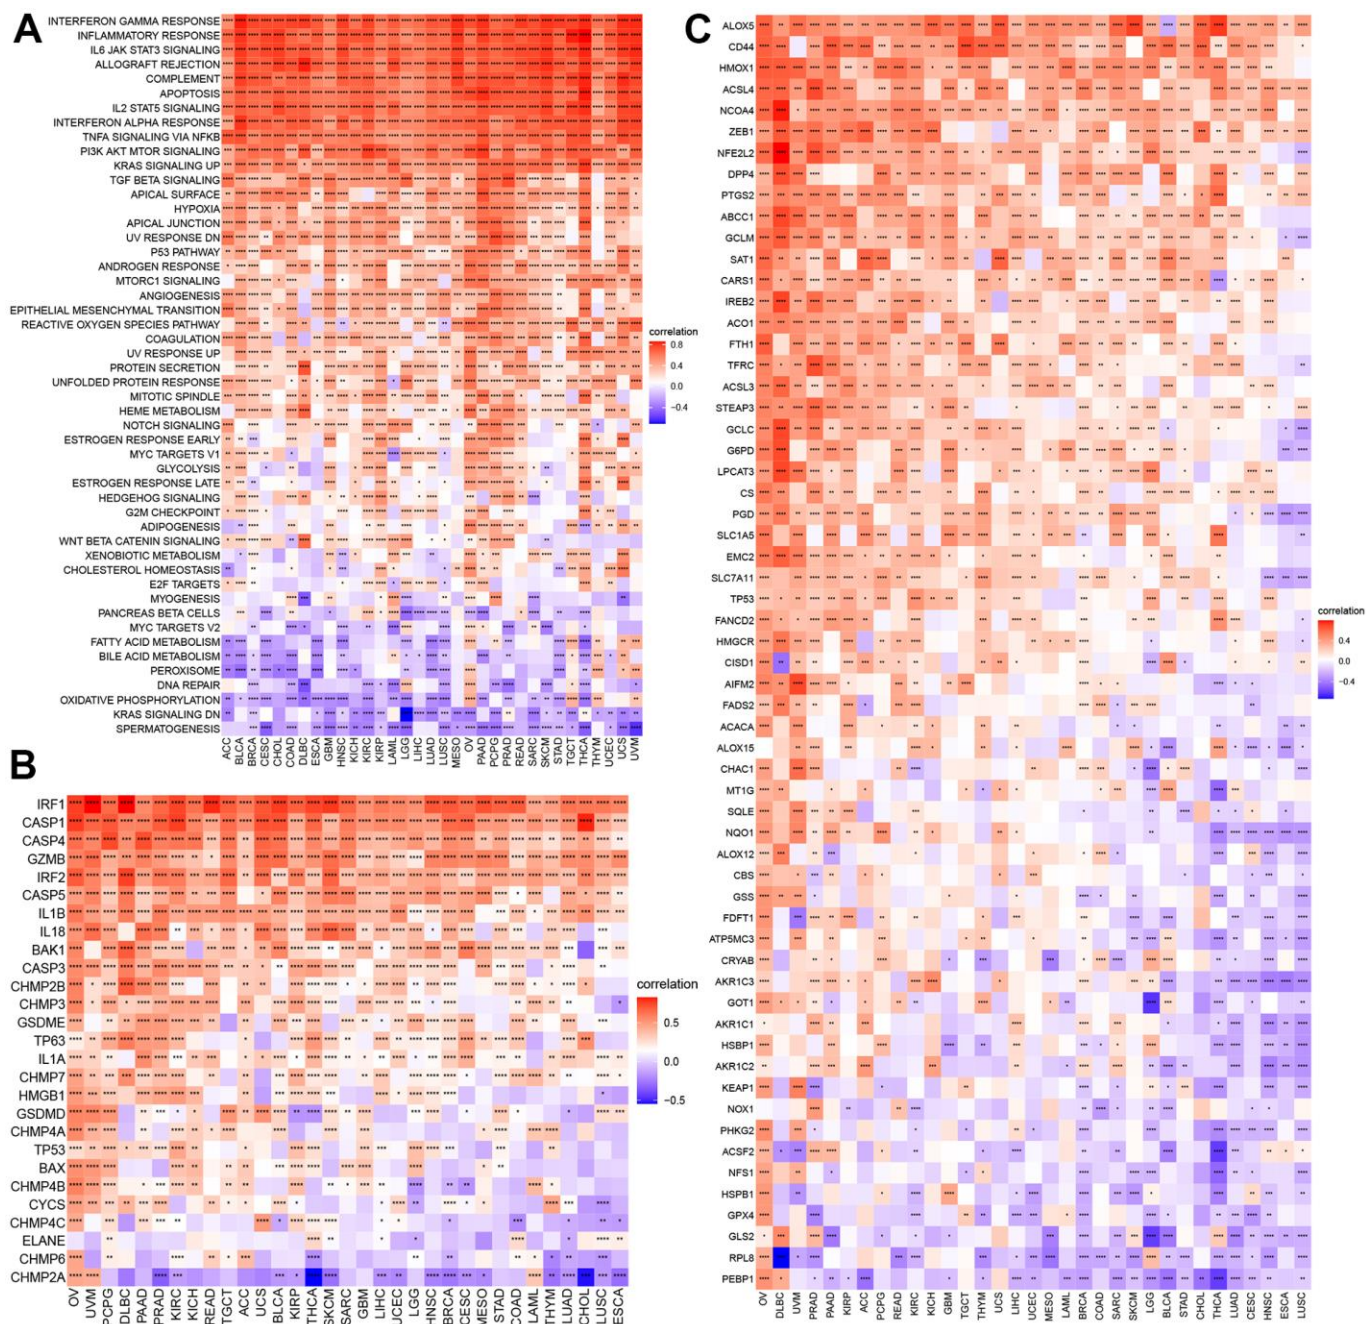 A
INTERFERON GAMMA RESPONSE
INFLAMMATORY RESPONSE
IL6 JAK STAT3 SIGNALING
ALLOGRAFT REJECTION
COMPLEMENT
APOPTOSIS
IL2 STAT5 SIGNALING
INTERFERON ALPHA RESPONSE
TNFA SIGNALING VIA NFKB
PI3K AKT MTOR SIGNALING
KRAS SIGNALING UP
TGF BETA SIGNALING
APICAL SURFACE
HYPOXIA
APICAL JUNCTION
UV RESPONSE DN
P53 PATHWAY
ANDROGEN RESPONSE
MTORC1 SIGNALING
ANGIOGENESIS
EPITHELIAL MESENCHYMAL TRANSITION
REACTIVE OXYGEN SPECIES PATHWAY
COAGULATION
UV RESPONSE UP
PROTEIN SECRETION
UNFOLDED PROTEIN RESPONSE
MITOTIC SPINDLE
HEME METABOLISM
NOTCH SIGNALING
ESTROGEN RESPONSE EARLY
MYC TARGETS V1
GLYCOLYSIS
ESTROGEN RESPONSE LATE
HEDGEHOG SIGNALING
G2M CHECKPOINT
ADIPOGENESIS
WNT BETA CATENIN SIGNALING
XENOBIOTIC METABOLISM
CHOLESTEROL HOMEOSTASIS
E2F TARGETS
MYOGENESIS
PANCREAS BETA CELLS
MYC TARGETS V2
FATTY ACID METABOLISM
BILE ACID METABOLISM
PEROXISOME
DNA REPAIR
OXIDATIVE PHOSPHORYLATION
KRAS SIGNALING DN
SPERMATOGENESIS
ACC BLCA BRCA CESC CHOL COAD DLBC ESCA GBM HNSC KICH KIRC KIRP LAML LGG LIHC LUAD LUSC MESO OV PAAD PCPG PRAD READ SARC SKCM STAD TGCT THCA THYM UCEC UCS UVM
correlation
0.8
0.4
0.0
−0.4
B
IRF1
CASP1
CASP4
GZMB
IRF2
CASP5
IL1B
IL18
BAK1
CASP3
CHMP2B
CHMP3
GSDME
TP63
IL1A
CHMP7
HMGB1
GSDMD
CHMP4A
TP53
BAX
CHMP4B
CYCS
CHMP4C
ELANE
CHMP6
CHMP2A
OV UVM PCPG DLBC PAAD PRAD KIRC KICH READ TGCT ACC UCS BLCA KIRP THCA SKCM SARC GBM LIHC UCEC LGG HNSC BRCA CESC MESO STAD COAD LAML THYM LUAD CHOL LUSC ESCA
correlation
0.5
0.0
−0.5
C
ALOX5
CD44
HMOX1
ACSL4
NCOA4
ZEB1
NFE2L2
DPP4
PTGS2
ABCC1
GCLM
SAT1
CARS1
IREB2
ACO1
FTH1
TFRC
ACSL3
STEAP3
GCLC
G6PD
LPCAT3
CS
PGD
SLC1A5
EMC2
SLC7A11
TP53
FANCD2
HMGCR
CISD1
AIFM2
FADS2
ACACA
ALOX15
CHAC1
MT1G
SQLE
NQO1
ALOX12
CBS
GSS
FDFT1
ATP5MC3
CRYAB
AKR1C3
GOT1
AKR1C1
HSBP1
AKR1C2
KEAP1
NOX1
PHKG2
ACSF2
NFS1
HSPB1
GPX4
GLS2
RPL8
PEBP1
OV DLBC UVM PRAD PAAD KIRP ACC PCPG READ KIRC KICH GBM TGCT THYM UCS LIHC UCEC MESO LAML BRCA COAD SARC SKCM LGG BLCA STAD CHOL THCA LUAD CESC HNSC ESCA LUSC
correlation
0.4
0.0
−0.4